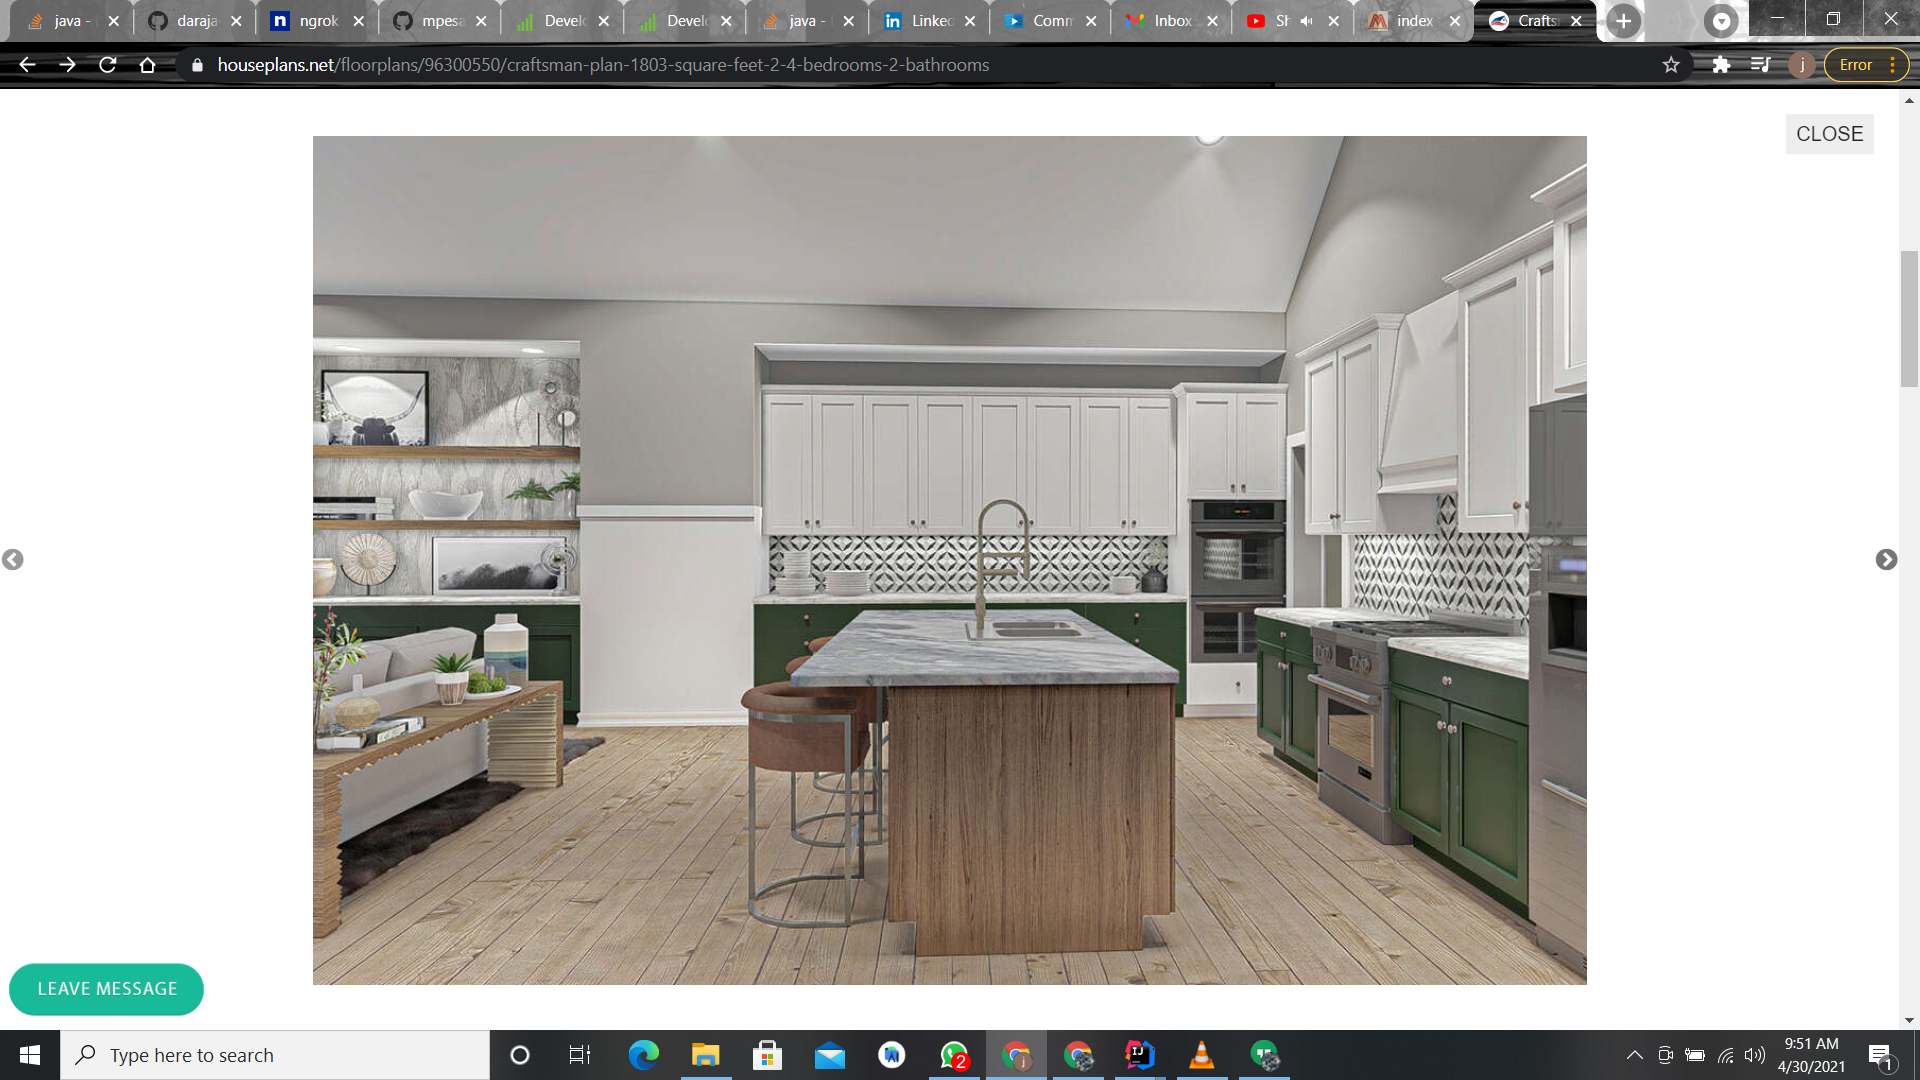 java -
daraja
ngrok
mpesa
Develo
Develo
java -
Linked
Comm
Inbox
Sh
index
Crafts
houseplans.net/floorplans/96300550/craftsman-plan-1803-square-feet-2-4-bedrooms-2-bathrooms
j
Error
CLOSE
LEAVE MESSAGE
Type here to search
2
9:51 AM
4/30/2021
1